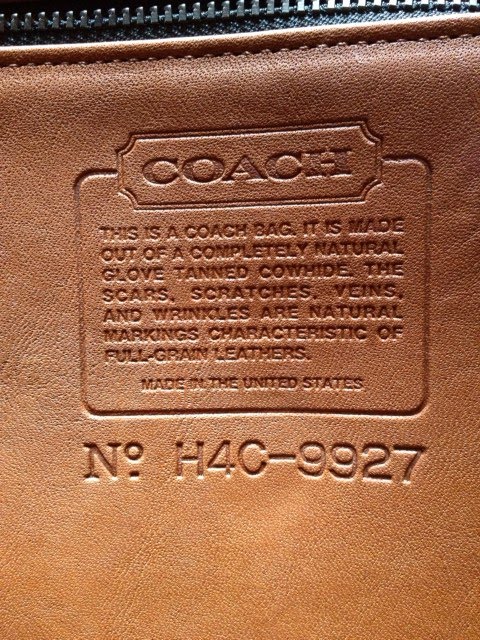 COACH
THIS IS A COACH BAG. IT IS MADE
OUT OF A COMPLETELY NATURAL
GLOVE TANNED COWHIDE. THE
SCARS, SCRATCHES, VEINS,
AND WRINKLES ARE NATURAL
MARKINGS CHARACTERISTIC OF
FULL-GRAIN LEATHERS.
MADE IN THE UNITED STATES
Nº H4C-9927